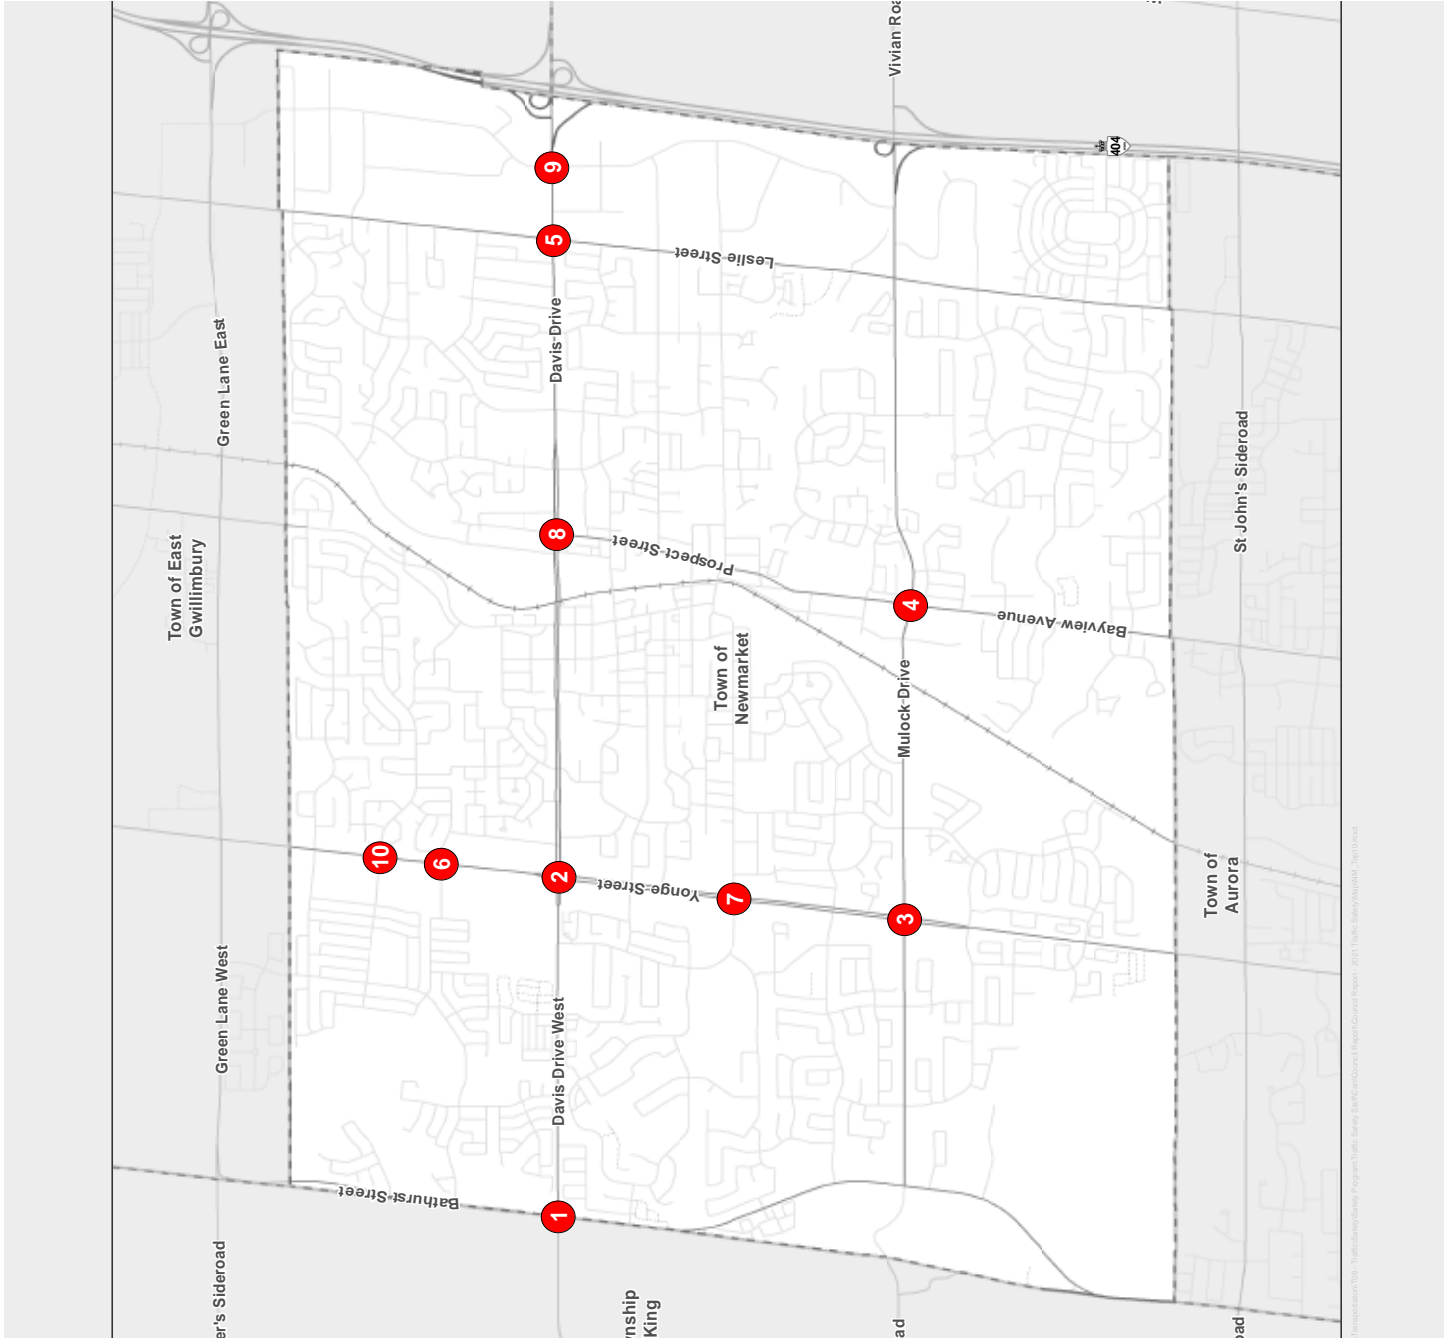 Vivian Roa
404
9
5
Leslie Street
Davis Drive
Green Lane East
St John's Sideroad
8
Prospect Street
Town of East
Gwillimbury
4
Bayview Avenue
Town of
Newmarket
Mulock Drive
10
6
2
Yonge Street
7
3
Town of
Aurora
Green Lane West
Davis Drive West
Bathurst Street
1
er's Sideroad
nship
King
ad
oad